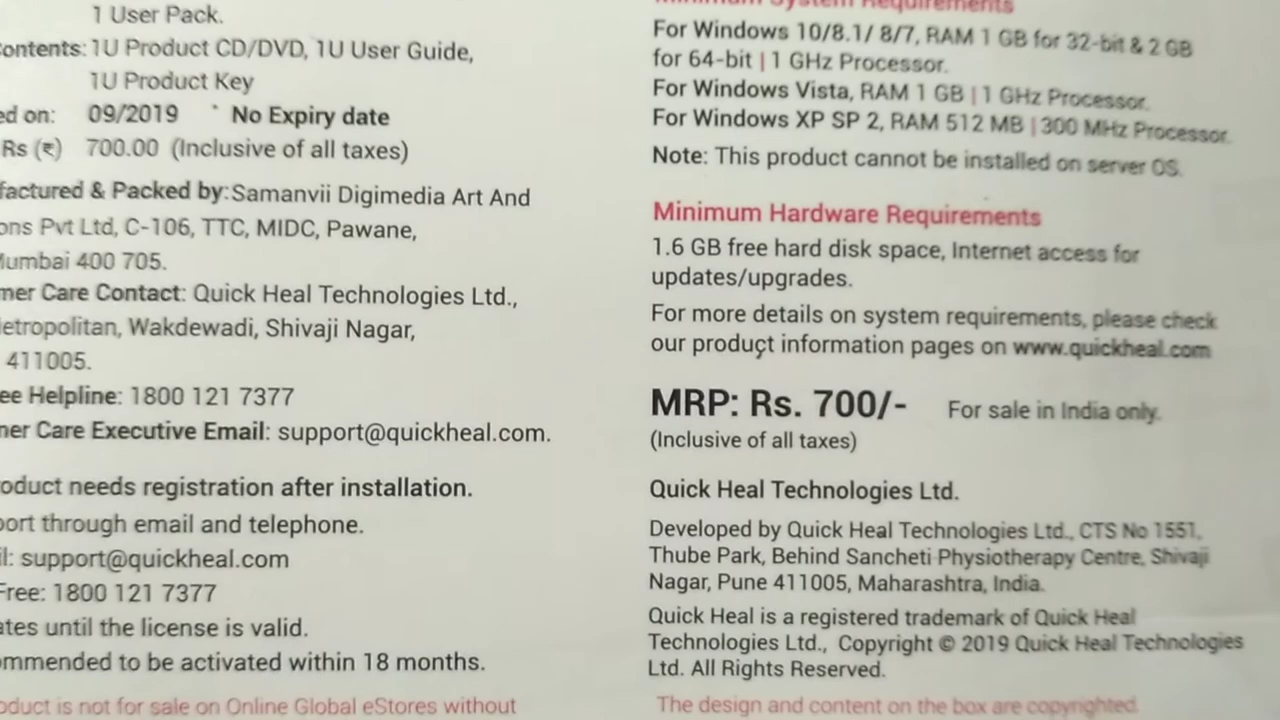 1 User Pack.
ontents: 1U Product CD/DVD, 1U User Guide,
1U Product Key
ed on: 09/2019 * No Expiry date
Rs (₹) 700.00 (Inclusive of all taxes)
factured & Packed by: Samanvii Digimedia Art And
ons Pvt Ltd, C-106, TTC, MIDC, Pawane,
Mumbai 400 705.
mer Care Contact: Quick Heal Technologies Ltd.,
etropolitan, Wakdewadi, Shivaji Nagar,
411005.
ee Helpline: 1800 121 7377
mer Care Executive Email: support@quickheal.com.
oduct needs registration after installation.
port through email and telephone.
il: support@quickheal.com
Free: 1800 121 7377
ates until the license is valid.
ommended to be activated within 18 months.
oduct is not for sale on Online Global eStores without
Minimum System Requirements
For Windows 10/8.1/ 8/7, RAM 1 GB for 32-bit & 2 GB
for 64-bit | 1 GHz Processor.
For Windows Vista, RAM 1 GB | 1 GHz Processor.
For Windows XP SP 2, RAM 512 MB | 300 MHz Processor.
Note: This product cannot be installed on server OS.
Minimum Hardware Requirements
1.6 GB free hard disk space, Internet access for
updates/upgrades.
For more details on system requirements, please check
our product information pages on www.quickheal.com
MRP: Rs. 700/- For sale in India only.
(Inclusive of all taxes)
Quick Heal Technologies Ltd.
Developed by Quick Heal Technologies Ltd., CTS No 1551,
Thube Park, Behind Sancheti Physiotherapy Centre, Shivaji
Nagar, Pune 411005, Maharashtra, India.
Quick Heal is a registered trademark of Quick Heal
Technologies Ltd., Copyright © 2019 Quick Heal Technologies
Ltd. All Rights Reserved.
The design and content on the box are copyrighted